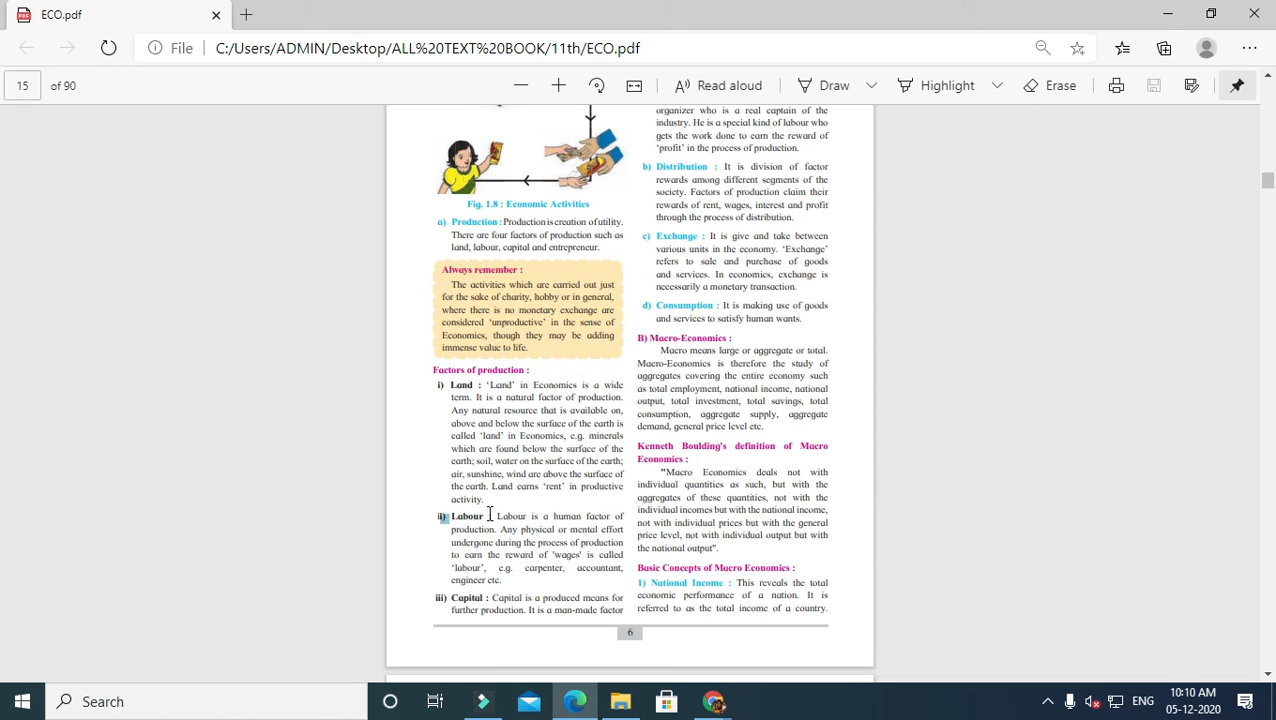 ECO.pdf
File
C:/Users/ADMIN/Desktop/ALL%20TEXT%20BOOK/11th/ECO.pdf
15 of 90
Read aloud
Draw
Highlight
Erase
Fig. 1.8 : Economic Activities
a) Production : Production is creation of utility.
There are four factors of production such as
land, labour, capital and entrepreneur.
Always remember :
The activities which are carried out just
for the sake of charity, hobby or in general,
where there is no monetary exchange are
considered ‘unproductive’ in the sense of
Economics, though they may be adding
immense value to life.
Factors of production :
i) Land : ‘Land’ in Economics is a wide
term. It is a natural factor of production.
Any natural resource that is available on,
above and below the surface of the earth is
called ‘land’ in Economics, e.g. minerals
which are found below the surface of the
earth; soil, water on the surface of the earth;
air, sunshine, wind are above the surface of
the earth. Land earns ‘rent’ in productive
activity.
ii) Labour : Labour is a human factor of
production. Any physical or mental effort
undergone during the process of production
to earn the reward of 'wages' is called
‘labour’, e.g. carpenter, accountant,
engineer etc.
iii) Capital : Capital is a produced means for
further production. It is a man-made factor
organizer who is a real captain of the
industry. He is a special kind of labour who
gets the work done to earn the reward of
‘profit’ in the process of production.
b) Distribution : It is division of factor
rewards among different segments of the
society. Factors of production claim their
rewards of rent, wages, interest and profit
through the process of distribution.
c) Exchange : It is give and take between
various units in the economy. ‘Exchange’
refers to sale and purchase of goods
and services. In economics, exchange is
necessarily a monetary transaction.
d) Consumption : It is making use of goods
and services to satisfy human wants.
B) Macro-Economics :
Macro means large or aggregate or total.
Macro-Economics is therefore the study of
aggregates covering the entire economy such
as total employment, national income, national
output, total investment, total savings, total
consumption, aggregate supply, aggregate
demand, general price level etc.
Kenneth Boulding's definition of Macro
Economics :
"Macro Economics deals not with
individual quantities as such, but with the
aggregates of these quantities, not with the
individual incomes but with the national income,
not with individual prices but with the general
price level, not with individual output but with
the national output".
Basic Concepts of Macro Economics :
1) National Income : This reveals the total
economic performance of a nation. It is
referred to as the total income of a country.
6
Search
ENG
10:10 AM
05-12-2020